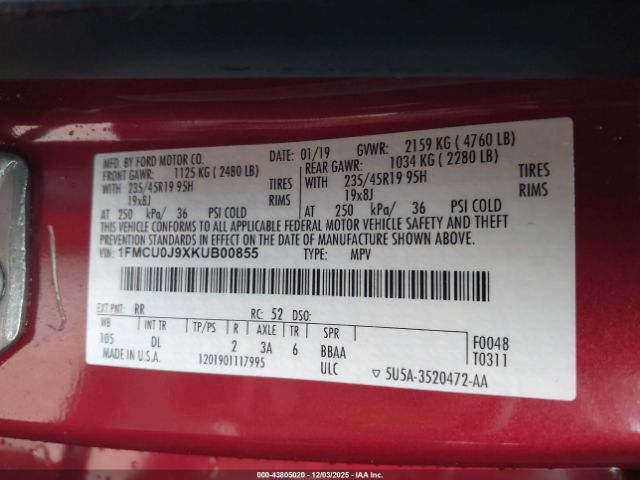 MFD. BY FORD MOTOR CO. 01/19 GVWR: 2159 KG ( 4760 LB)
FRONT GAWR: 1125 KG ( 2480 LB) REAR GAWR: 1034 KG ( 2280 LB)
WITH 235/45R19 95H TIRES WITH 235/45R19 95H TIRES
19x8J RIMS 19x8J RIMS
AT 250 kPa/ 36 PSI COLD AT 250 kPa/ 36 PSI COLD
THIS VEHICLE CONFORMS TO ALL APPLICABLE FEDERAL MOTOR VEHICLE SAFETY AND THEFT
PREVENTION STANDARDS IN EFFECT ON THE DATE OF MANUFACTURE SHOWN ABOVE.
VIN: 1FMCU0J9XKUB00855 TYPE: MPV
EXT PNT: RR RC: 52 DSO:
WB INT TR TP/PS R AXLE TR SPR
105 DL 2 3A 6 BBAA
F0048
T0311
MADE IN U.S.A. 1201901117995 ULC ▽ 5U5A-3520472-AA
000-43805020 - 12/03/2025 - IAA, Inc.